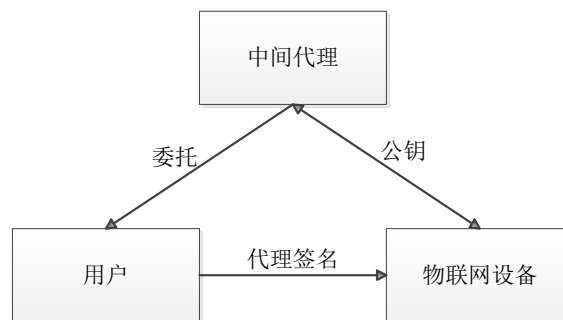 中间代理
委托
公钥
用户
代理签名
物联网设备